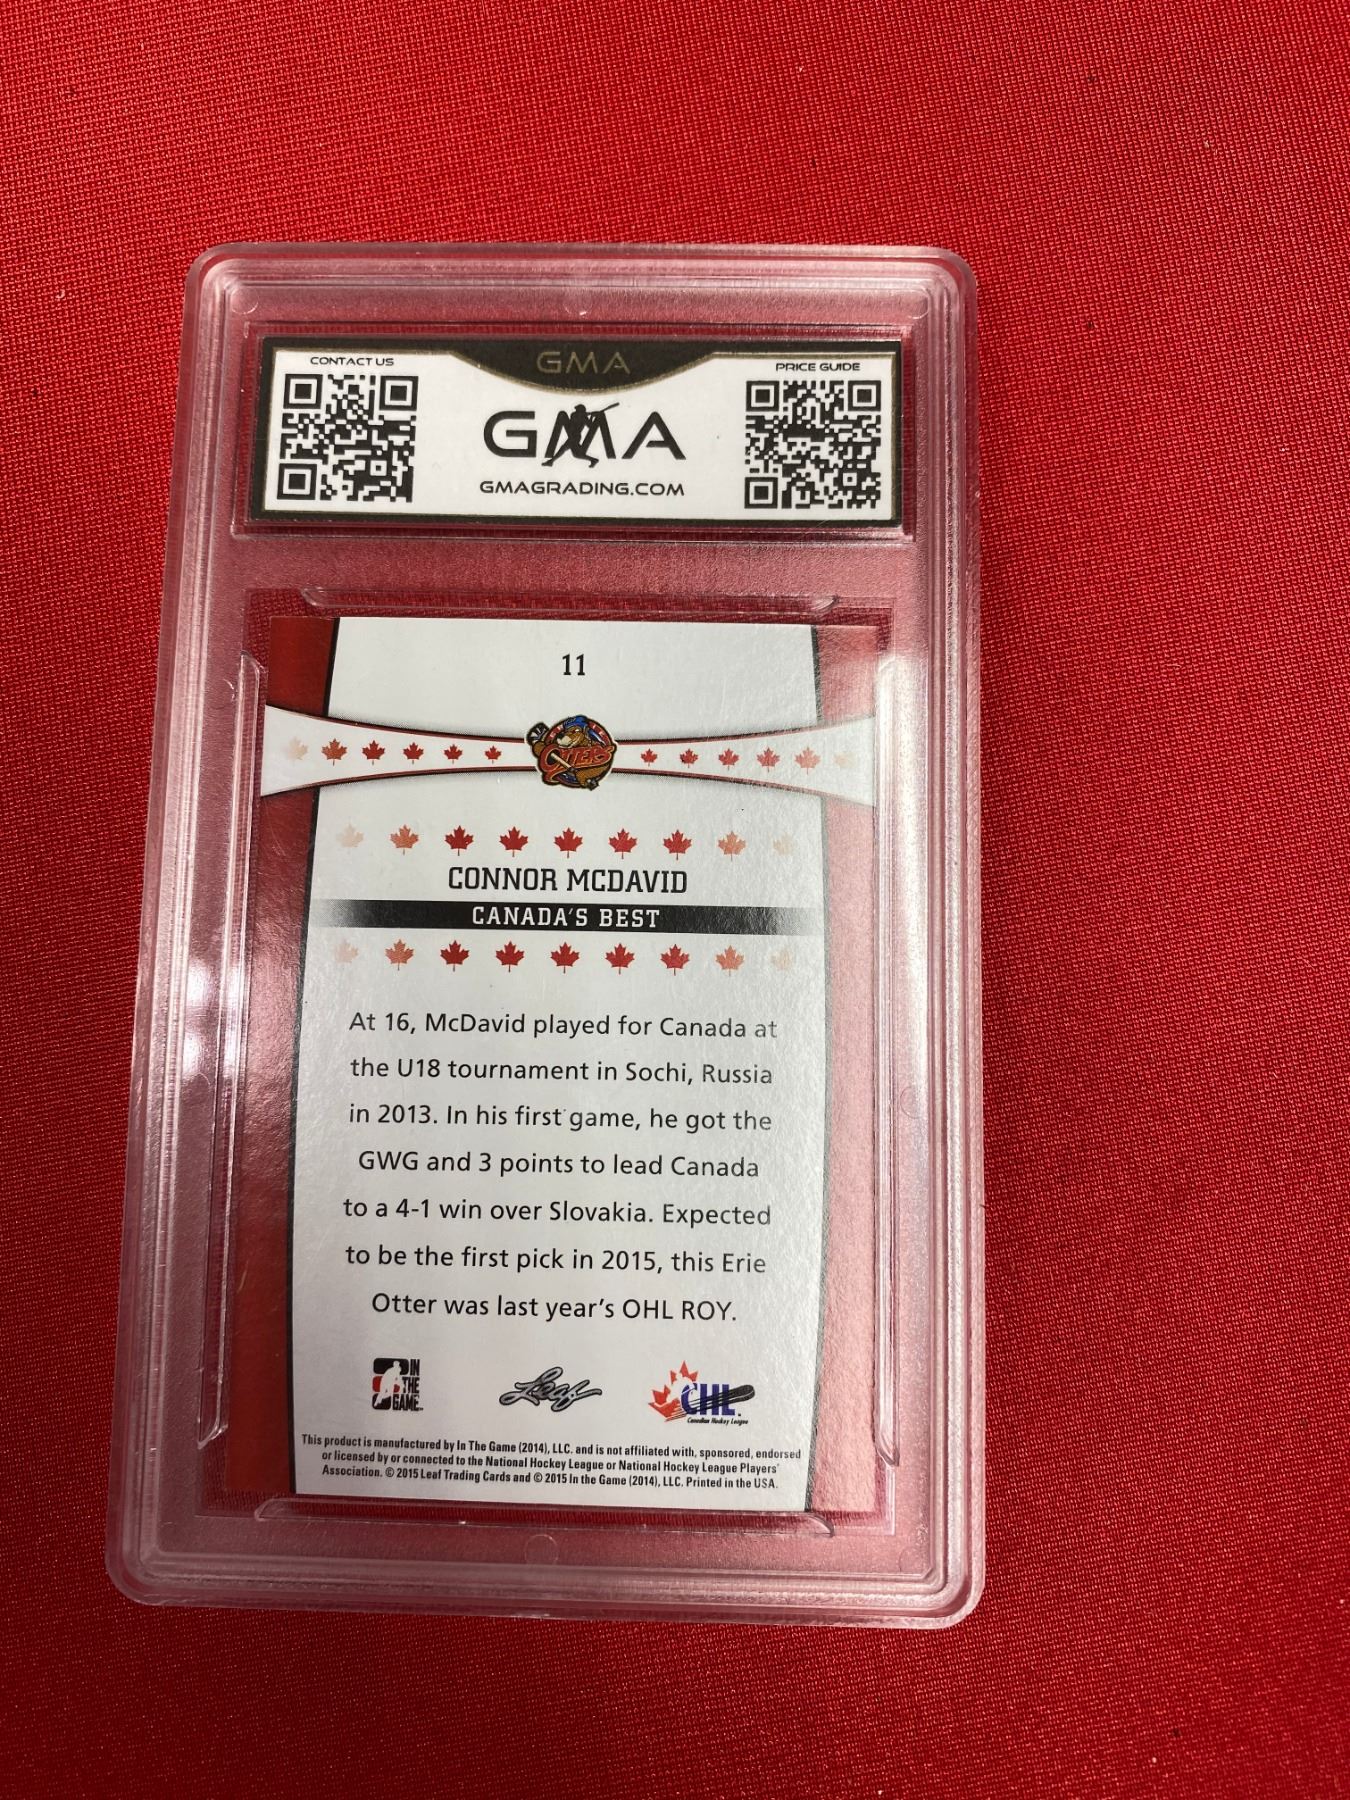 CONTACT US
GMA
PRICE GUIDE
GMA
GMAGRADING.COM
11
Otters
CONNOR MCDAVID
CANADA'S BEST
At 16, McDavid played for Canada at
the U18 tournament in Sochi, Russia
in 2013. In his first game, he got the
GWG and 3 points to lead Canada
to a 4-1 win over Slovakia. Expected
to be the first pick in 2015, this Erie
Otter was last year's OHL ROY.
IN
THE
GAME
Leaf
CHL
Canadian Hockey League
This product is manufactured by In The Game (2014), LLC. and is not affiliated with, sponsored, endorsed
or licensed by or connected to the National Hockey League or National Hockey League Players'
Association. © 2015 Leaf Trading Cards and © 2015 In the Game (2014), LLC. Printed in the USA.